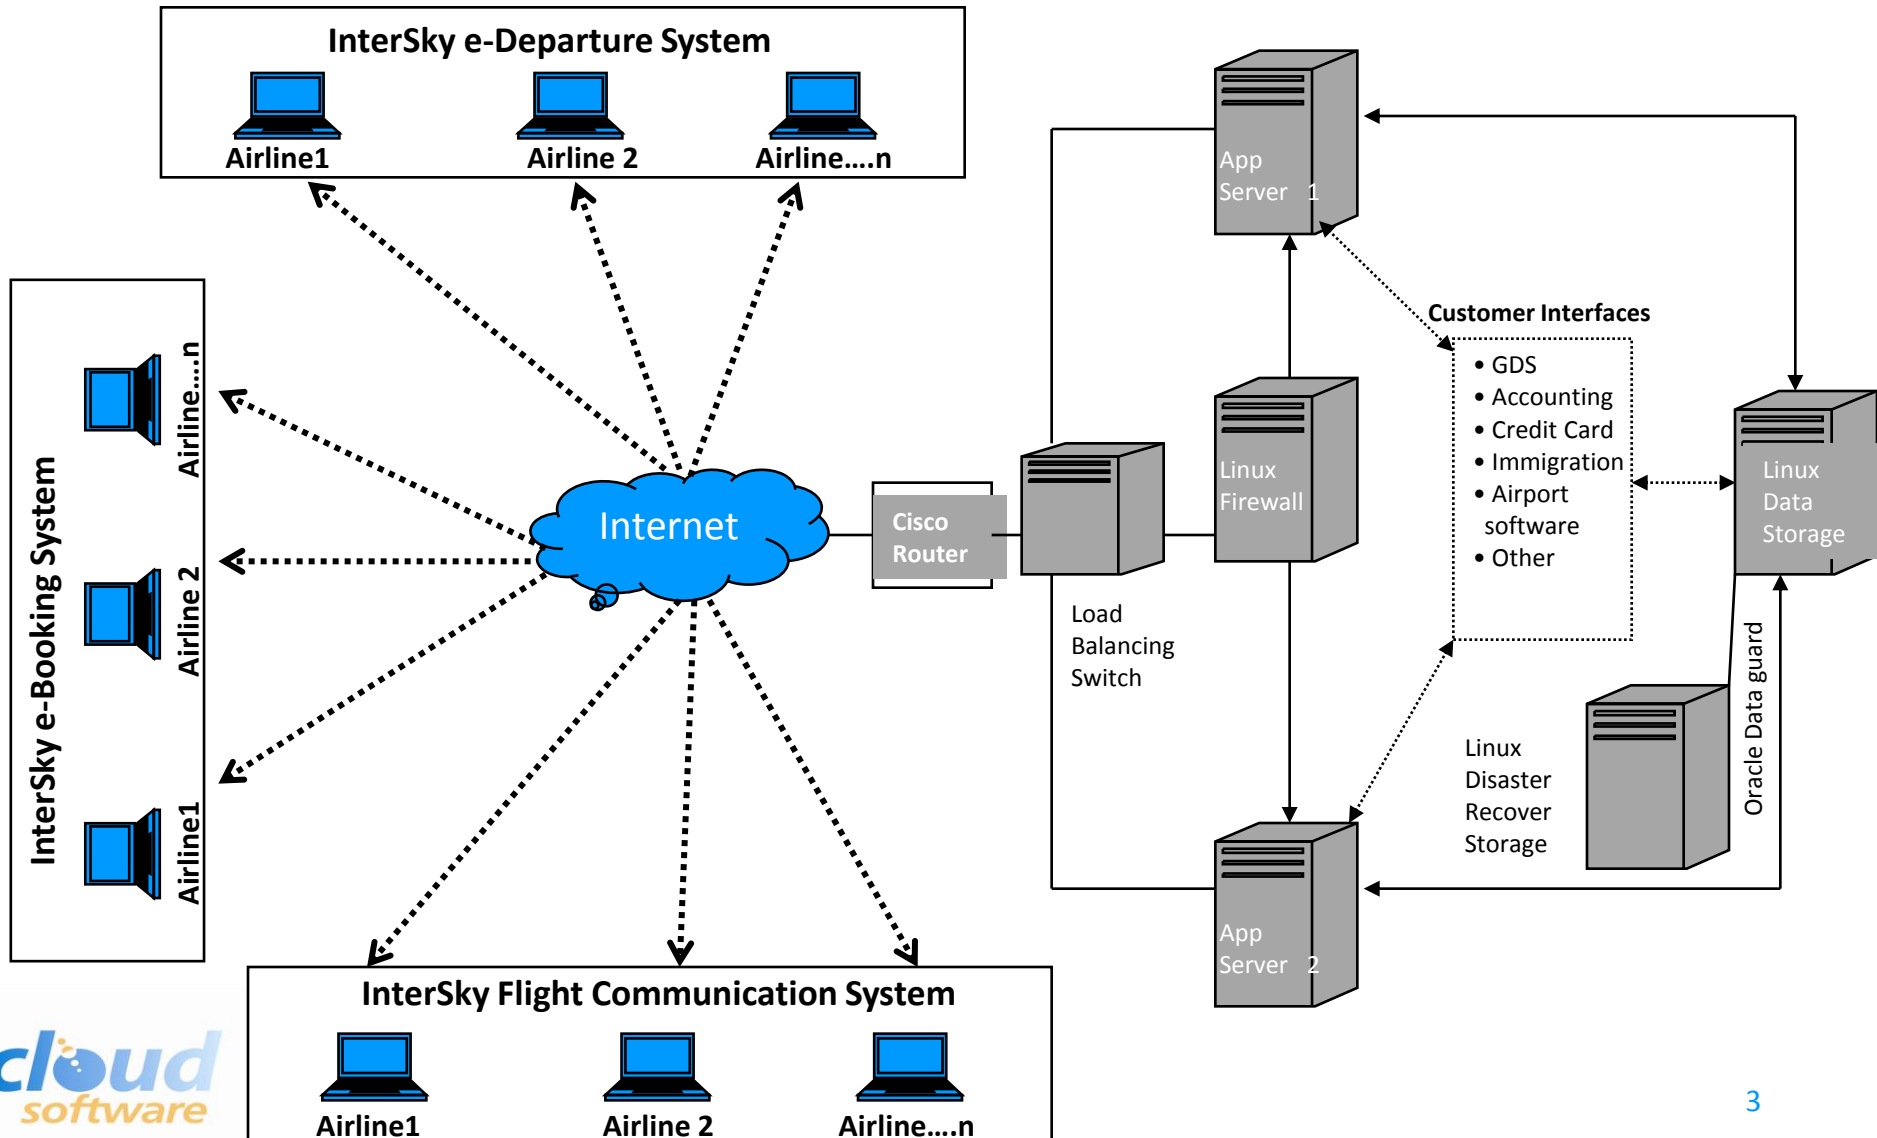 InterSky e-Departure System
Airline1
Airline 2
Airline....n
InterSky e-Booking System
Airline....n
Airline 2
Airline1
Internet
Cisco
Router
Load
Balancing
Switch
App
Server 1
Linux
Firewall
App
Server 2
Customer Interfaces
• GDS
• Accounting
• Credit Card
• Immigration
• Airport
software
• Other
Linux
Data
Storage
Oracle Data guard
Linux
Disaster
Recover
Storage
InterSky Flight Communication System
Airline1
Airline 2
Airline....n
cloud
software
3